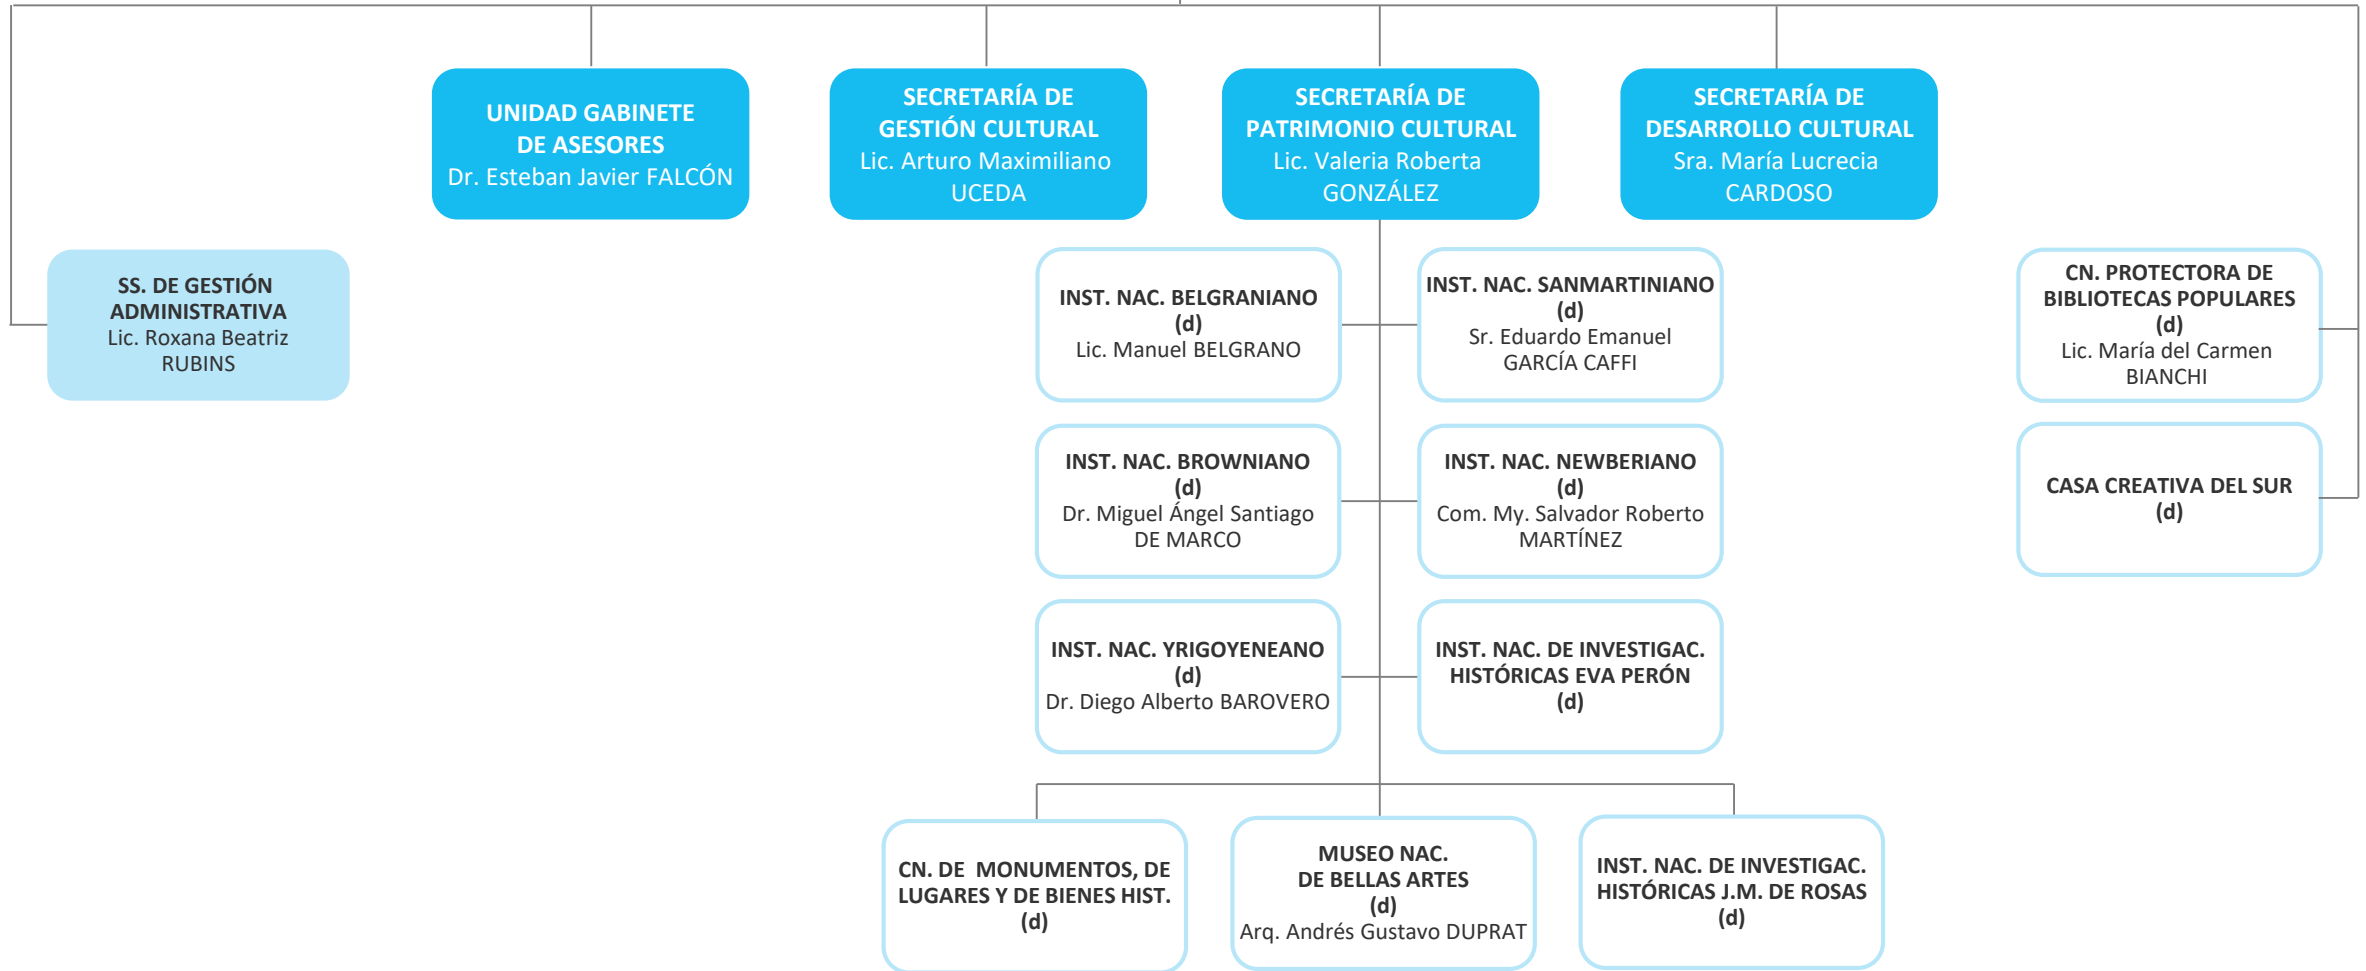 UNIDAD GABINETE
DE ASESORES
Dr. Esteban Javier FALCÓN
SECRETARÍA DE
GESTIÓN CULTURAL
Lic. Arturo Maximiliano
UCEDA
SECRETARÍA DE
PATRIMONIO CULTURAL
Lic. Valeria Roberta
GONZÁLEZ
SECRETARÍA DE
DESARROLLO CULTURAL
Sra. María Lucrecia
CARDOSO
SS. DE GESTIÓN
ADMINISTRATIVA
Lic. Roxana Beatriz
RUBINS
INST. NAC. BELGRANIANO
(d)
Lic. Manuel BELGRANO
INST. NAC. SANMARTINIANO
(d)
Sr. Eduardo Emanuel
GARCÍA CAFFI
CN. PROTECTORA DE
BIBLIOTECAS POPULARES
(d)
Lic. María del Carmen
BIANCHI
INST. NAC. BROWNIANO
(d)
Dr. Miguel Ángel Santiago
DE MARCO
INST. NAC. NEWBERIANO
(d)
Com. My. Salvador Roberto
MARTÍNEZ
CASA CREATIVA DEL SUR
(d)
INST. NAC. YRIGOYENEANO
(d)
Dr. Diego Alberto BAROVERO
INST. NAC. DE INVESTIGAC.
HISTÓRICAS EVA PERÓN
(d)
CN. DE MONUMENTOS, DE
LUGARES Y DE BIENES HIST.
(d)
MUSEO NAC.
DE BELLAS ARTES
(d)
Arq. Andrés Gustavo DUPRAT
INST. NAC. DE INVESTIGAC.
HISTÓRICAS J.M. DE ROSAS
(d)